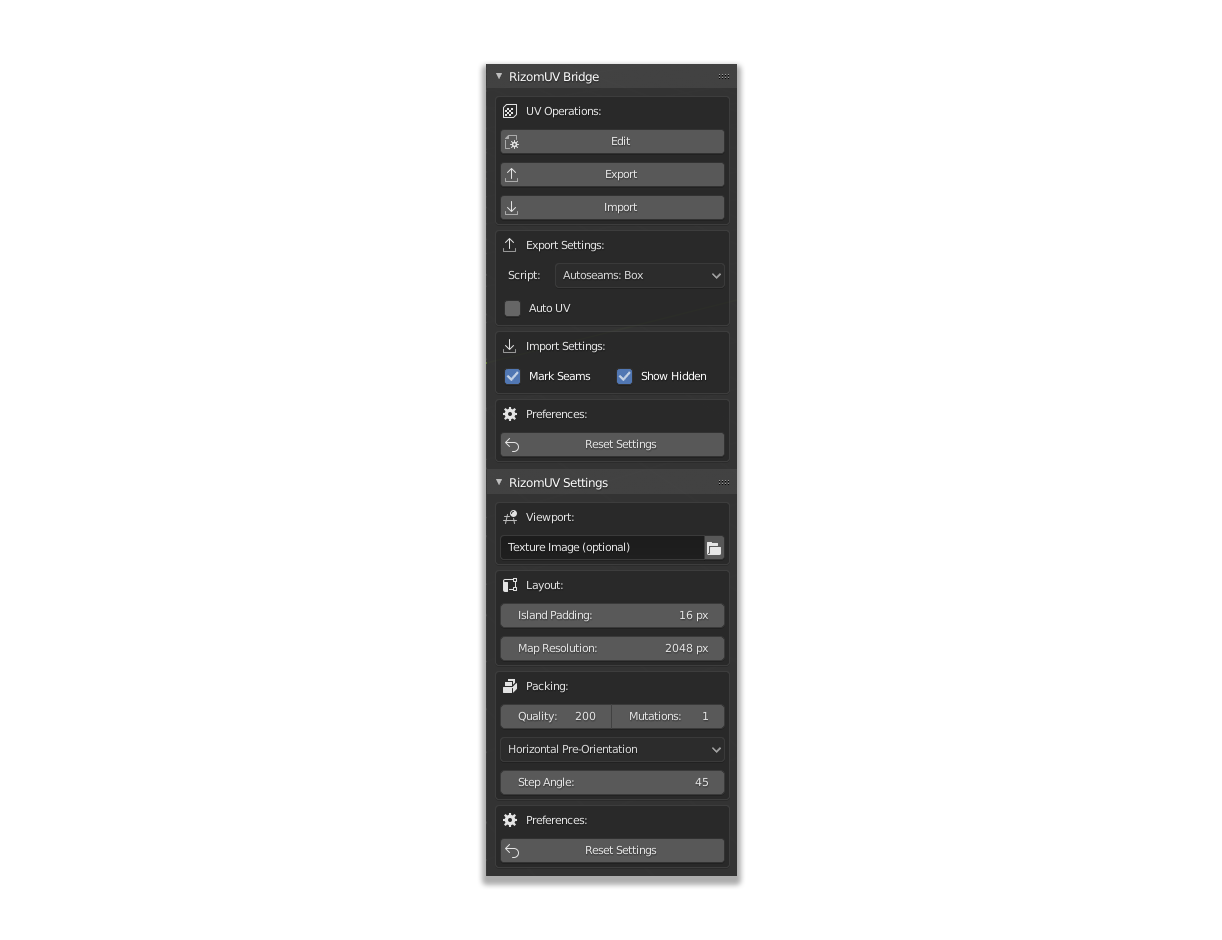 RizomUV Bridge
UV Operations:
Edit
Export
Import
Export Settings:
Script: Autoseams: Box
Auto UV
Import Settings:
Mark Seams Show Hidden
Preferences:
Reset Settings
RizomUV Settings
Viewport:
Texture Image (optional)
Layout:
Island Padding: 16 px
Map Resolution: 2048 px
Packing:
Quality: 200 Mutations: 1
Horizontal Pre-Orientation
Step Angle: 45
Preferences:
Reset Settings